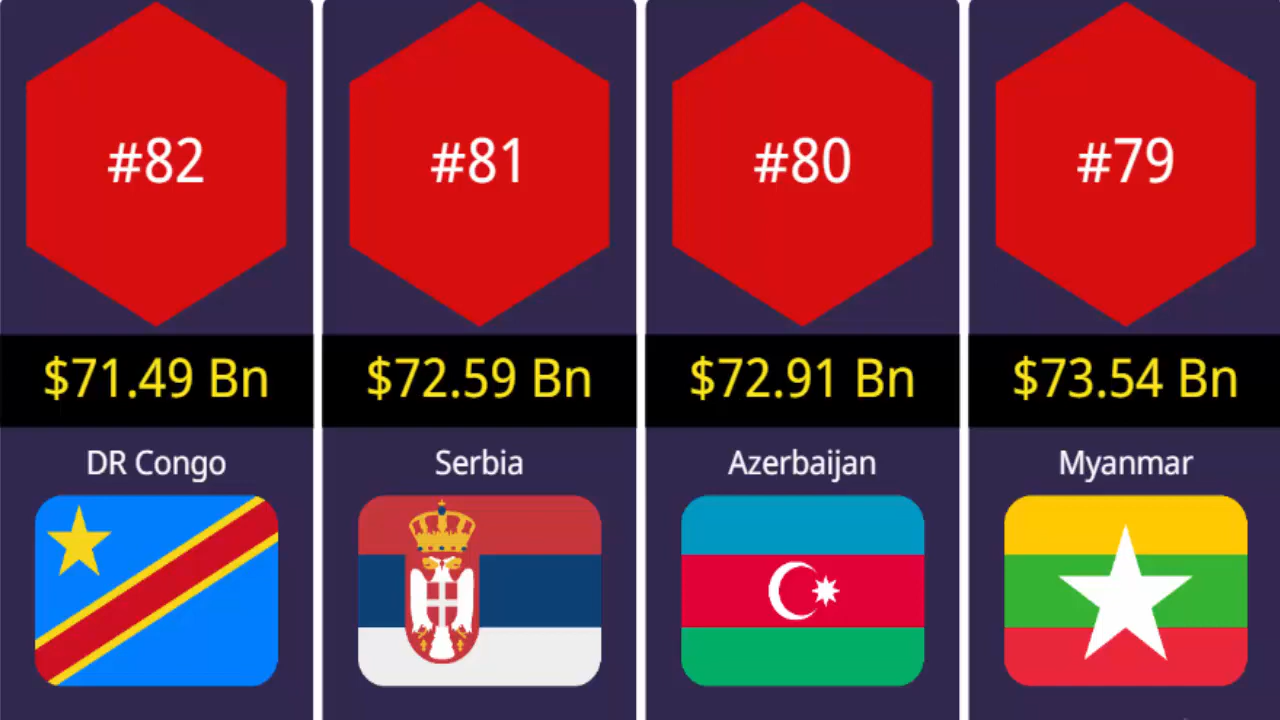 #82
$71.49 Bn
DR Congo
#81
$72.59 Bn
Serbia
#80
$72.91 Bn
Azerbaijan
#79
$73.54 Bn
Myanmar